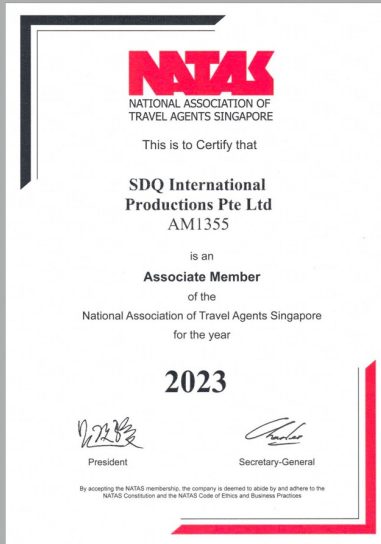 NATAS
NATIONAL ASSOCIATION OF
TRAVEL AGENTS SINGAPORE
This is to Certify that
SDQ International
Productions Pte Ltd
AM1355
is an
Associate Member
of the
National Association of Travel Agents Singapore
for the year
2023
President
Secretary-General
By accepting the NATAS membership, the company is deemed to abide by and adhere to the
NATAS Constitution and the NATAS Code of Ethics and Business Practices